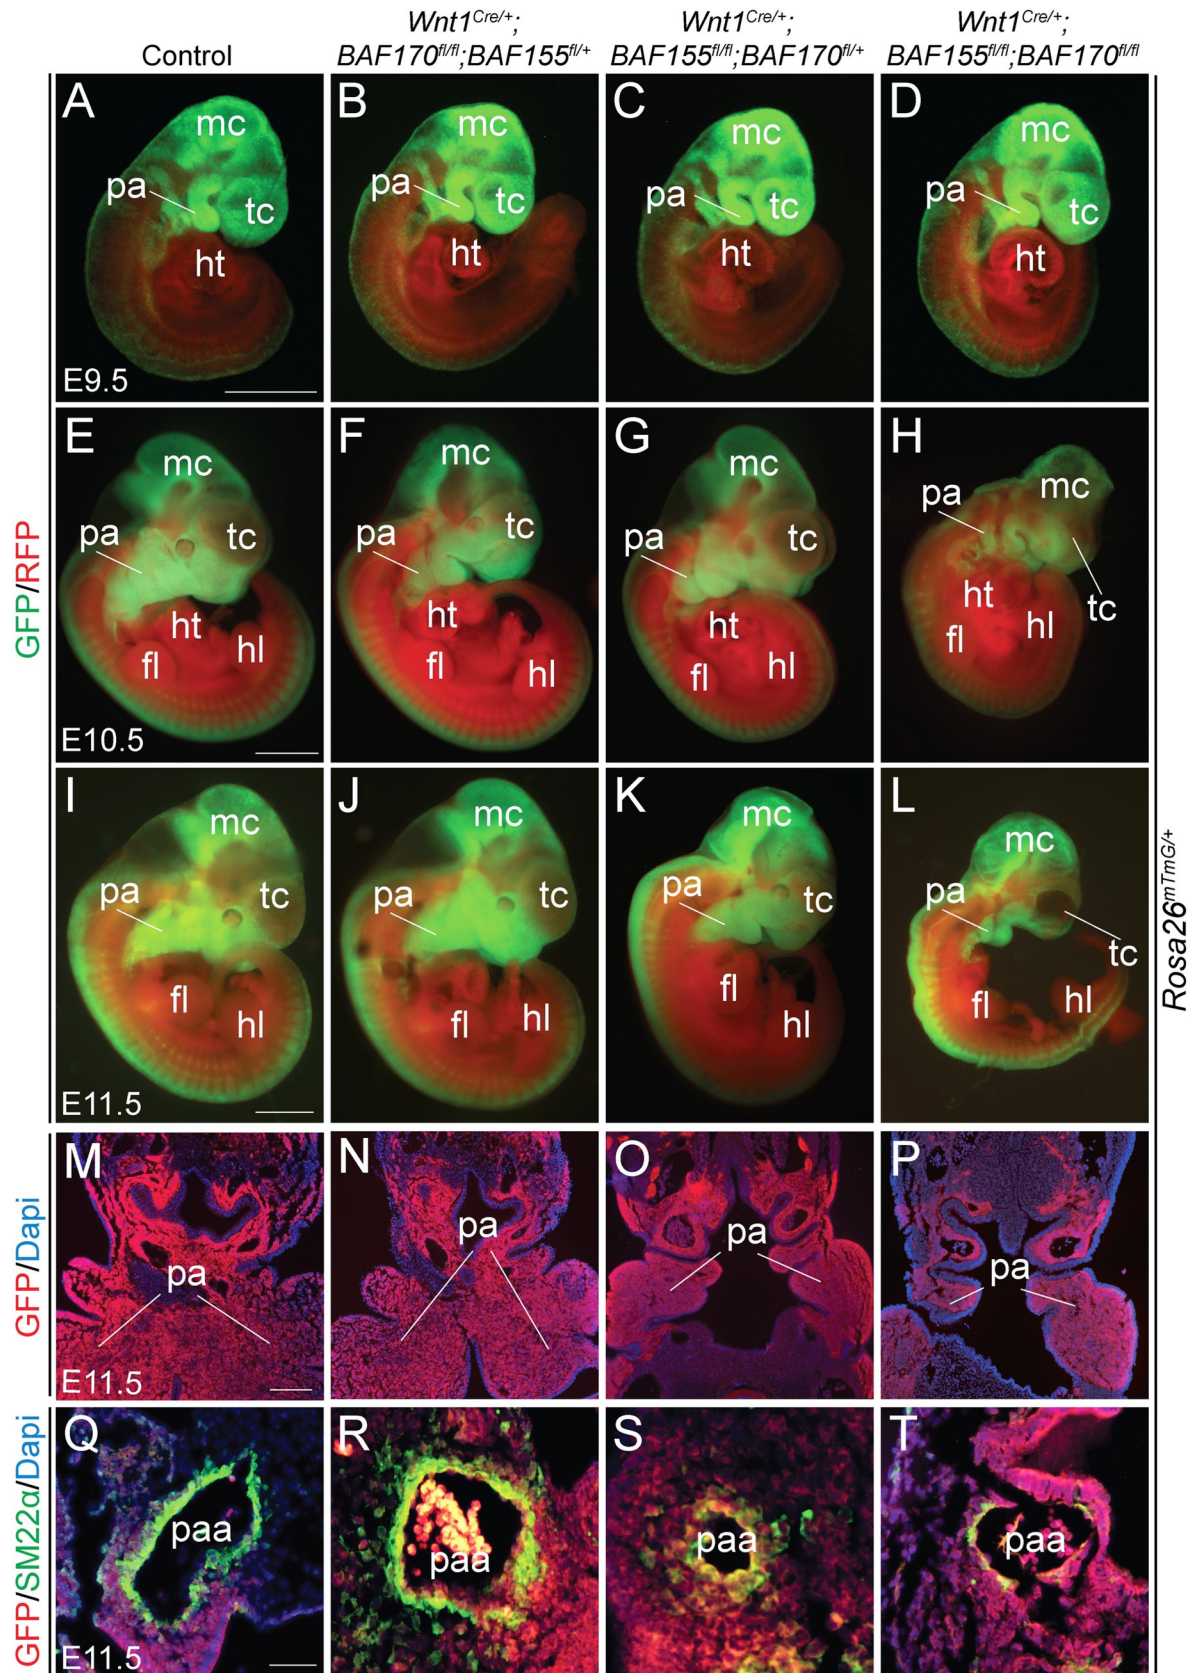 Control
Wnt1Cre/+;
BAF170fl/fl;BAF155fl/+
Wnt1Cre/+;
BAF155fl/fl;BAF170fl/+
Wnt1Cre/+;
BAF155fl/fl;BAF170fl/fl
GFP/RFP
A
mc
pa
tc
ht
E9.5
B
mc
pa
tc
ht
C
mc
pa
tc
ht
D
mc
pa
tc
ht
E
mc
pa
tc
ht
fl
hl
E10.5
F
mc
pa
tc
ht
fl
hl
G
mc
pa
tc
ht
fl
hl
H
mc
pa
tc
ht
fl
hl
I
mc
pa
tc
fl
hl
E11.5
J
mc
pa
tc
fl
hl
K
mc
pa
tc
fl
hl
L
mc
pa
tc
fl
hl
Rosa26mTmG/+
GFP/Dapi
M
pa
E11.5
N
pa
O
pa
P
pa
GFP/SM22α/Dapi
Q
paa
E11.5
R
paa
S
paa
T
paa